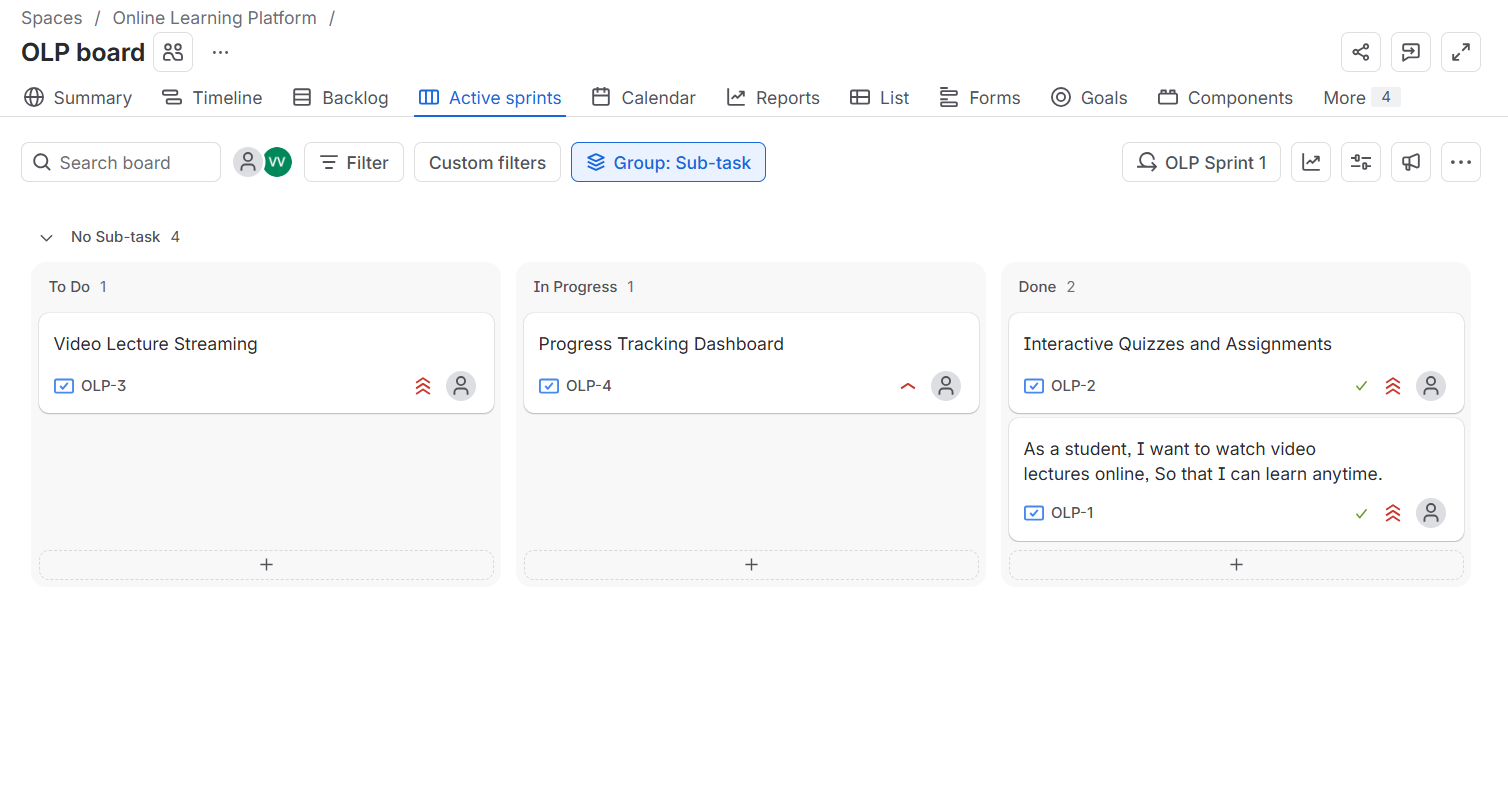 Spaces / Online Learning Platform /
OLP board
Summary Timeline Backlog Active sprints Calendar Reports List Forms Goals Components More 4
Search board VV Filter Custom filters Group: Sub-task OLP Sprint 1
No Sub-task 4
To Do 1
Video Lecture Streaming
OLP-3
In Progress 1
Progress Tracking Dashboard
OLP-4
Done 2
Interactive Quizzes and Assignments
OLP-2
As a student, I want to watch video
lectures online, So that I can learn anytime.
OLP-1